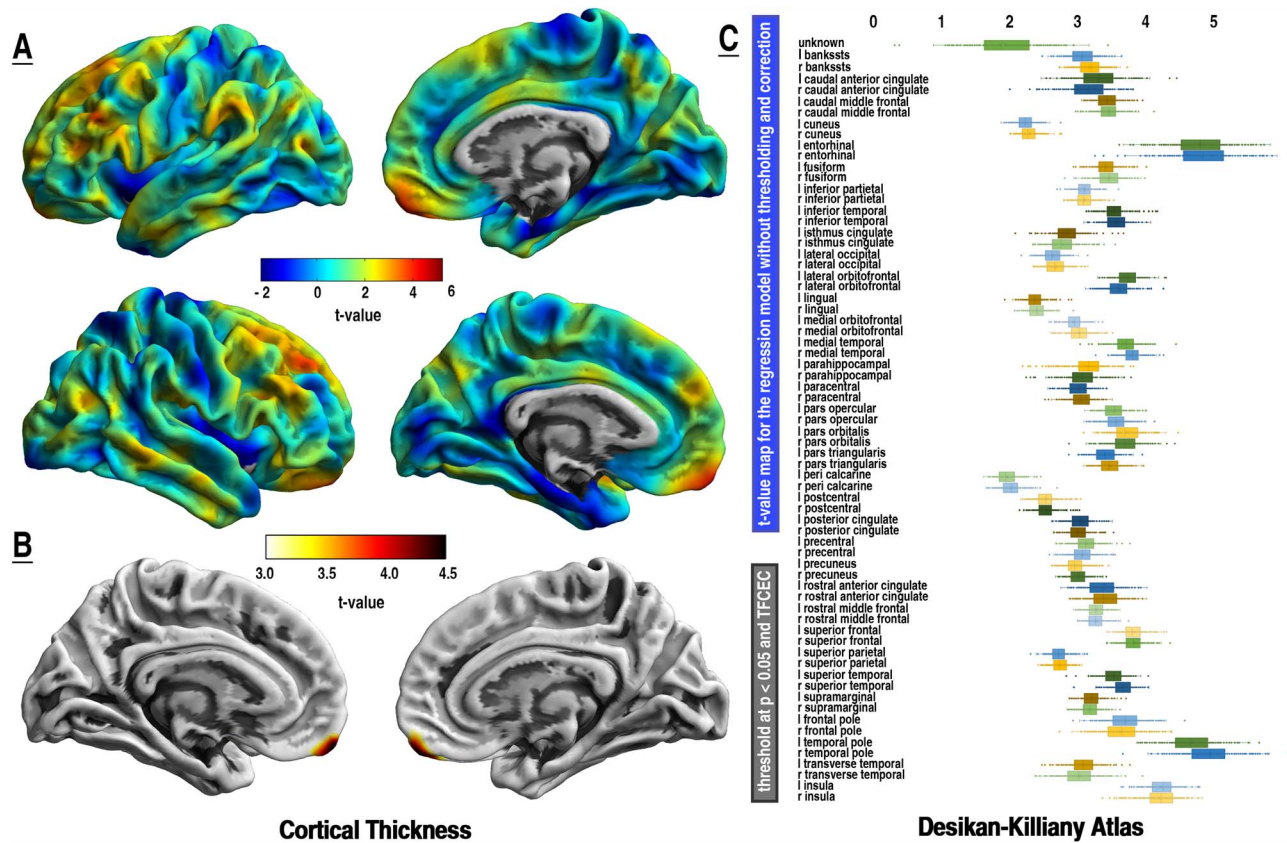 A
-2 0 2 4 6
t-value
B
3.0 3.5 4.0 4.5
t-value
Cortical Thickness
t-value map for the regression model without thresholding and correction
threshold at p < 0.05 and TFCEC
C
0 1 2 3 4 5
unknown
l bankssts
r bankssts
l caudal anterior cingulate
r caudal anterior cingulate
l caudal middle frontal
r caudal middle frontal
l cuneus
r cuneus
l entorhinal
r entorhinal
l fusiform
r fusiform
l inferior partietal
r inferior partietal
l inferior temporal
r inferior temporal
l isthmus cingulate
r isthmus cingulate
l lateral occipital
r lateral occipital
l lateral orbitofrontal
r lateral orbitofrontal
l lingual
r lingual
l medial orbitofrontal
r medial orbitofrontal
l medial temporal
r medial temporal
l parahippocampal
r parahippocampal
l paracentral
r paracentral
l pars opercular
r pars opercular
l pars orbitalis
r pars orbitalis
l pars triangularis
r pars triangularis
l peri calcarine
r peri calcarine
l postcentral
r postcentral
l posterior cingulate
r posterior cingulate
l precentral
r precentral
l precuneus
r precuneus
l rostral anterior cingulate
r rostral anterior cingulate
l rostral middle frontal
r rostral middle frontal
l superior frontal
r superior frontal
l superior parietal
r superior parietal
l superior temporal
r superior temporal
l supramarginal
r supramarginal
l frontal pole
r frontal pole
l temporal pole
r temporal pole
l transverse temporal
r transverse temporal
l insula
r insula
Desikan-Killiany Atlas